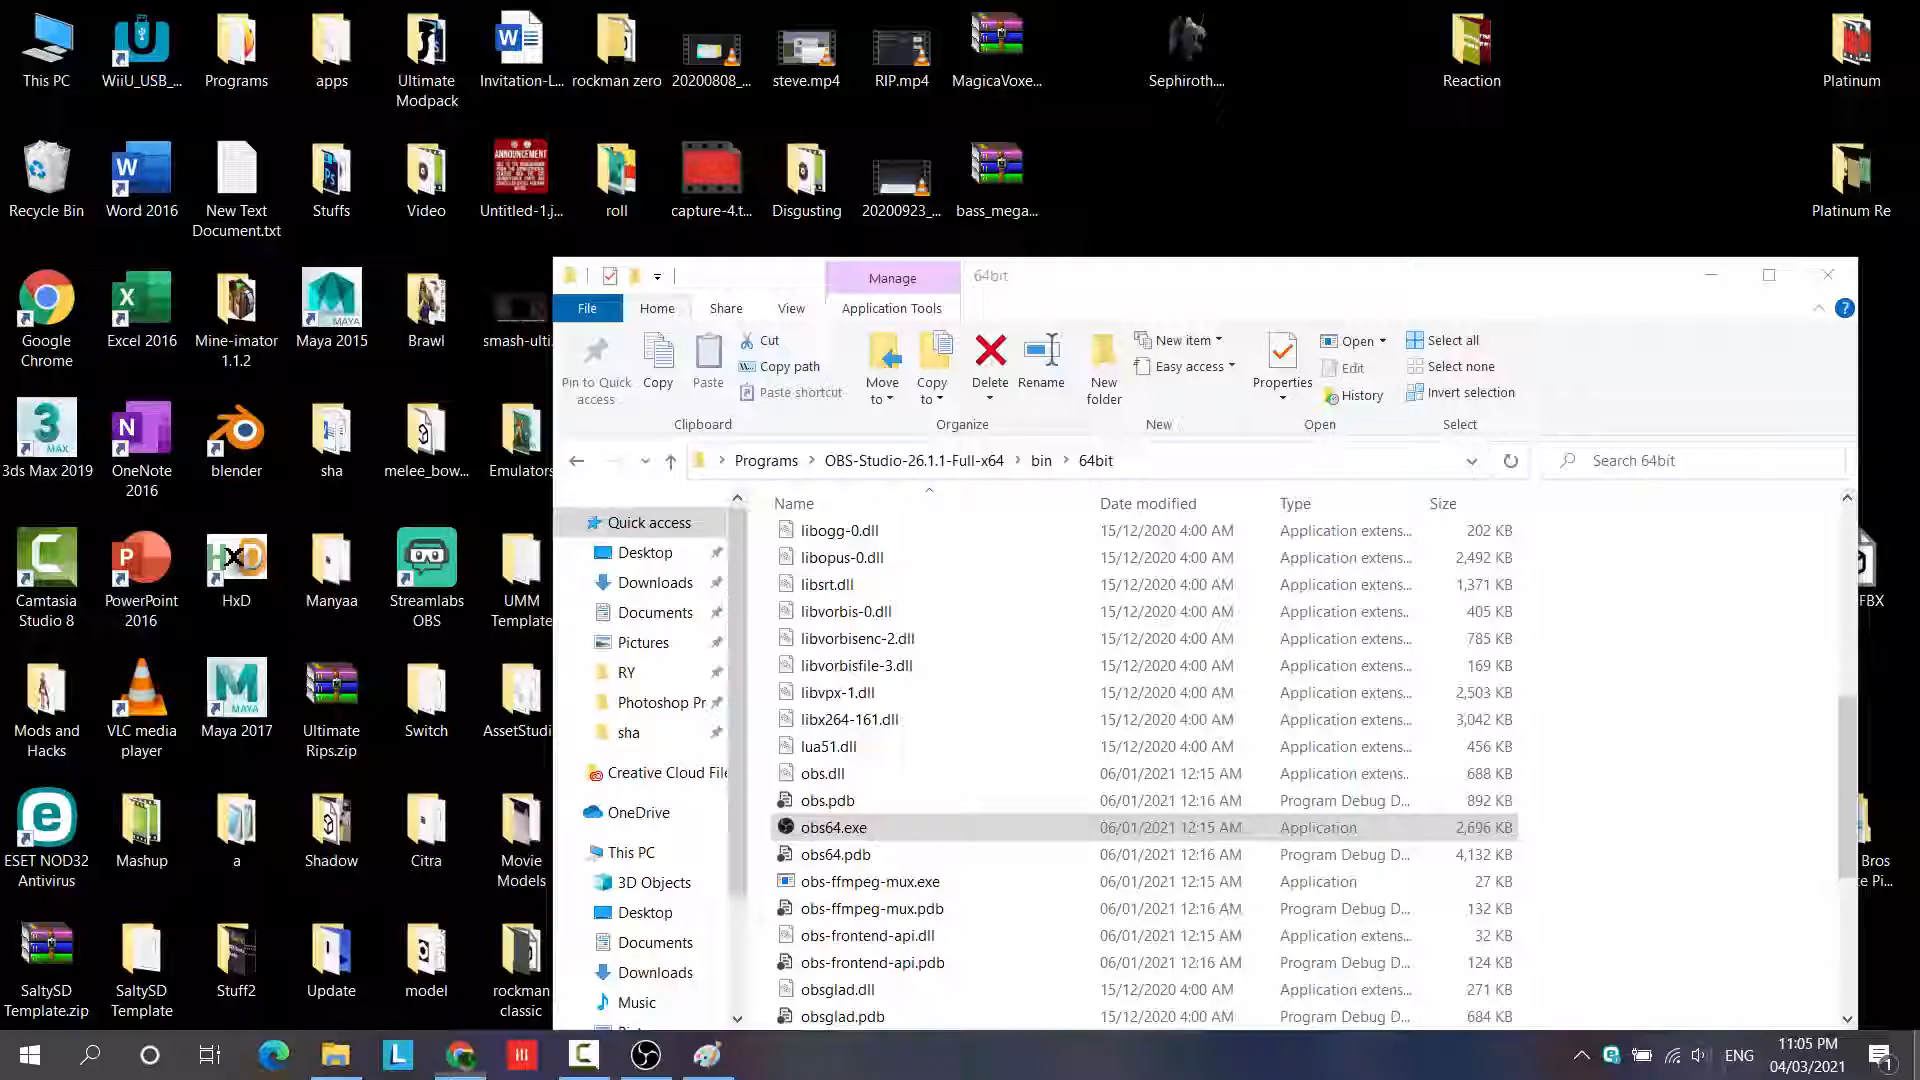 This PC
WiiU_USB_...
Programs
apps
Ultimate
Modpack
Invitation-L...
rockman zero
20200808_...
steve.mp4
RIP.mp4
MagicaVoxe...
Sephiroth....
Reaction
Platinum
Recycle Bin
Word 2016
New Text
Document.txt
Stuffs
Video
ANNOUNCEMENT
Untitled-1.j...
roll
capture-4.t...
Disgusting
20200923_...
bass_mega...
Platinum Re
Google
Chrome
Excel 2016
Mine-imator
1.1.2
MAYA
Maya 2015
Brawl
smash-ulti.
3ds Max 2019
OneNote
2016
blender
sha
melee_bow...
Emulators
Camtasia
Studio 8
PowerPoint
2016
HxD
HxD
Manyaa
Streamlabs
OBS
UMM
Template
FBX
Mods and
Hacks
VLC media
player
MAYA
Maya 2017
Ultimate
Rips.zip
Switch
AssetStudi
ESET NOD32
Antivirus
Mashup
a
Shadow
Citra
Movie
Models
Bros
te Pi...
SaltySD
Template.zip
SaltySD
Template
Stuff2
Update
model
rockman
classic
Manage
64bit
File
Home
Share
View
Application Tools
Pin to Quick
access
Copy
Paste
Cut
Copy path
Paste shortcut
Clipboard
Move
to
Copy
to
Delete
Rename
Organize
New
folder
New item
Easy access
New
Properties
Open
Edit
History
Open
Select all
Select none
Invert selection
Select
Programs
OBS-Studio-26.1.1-Full-x64
bin
64bit
Search 64bit
Quick access
Desktop
Downloads
Documents
Pictures
RY
Photoshop Pr
sha
Creative Cloud File
OneDrive
This PC
3D Objects
Desktop
Documents
Downloads
Music
Name Date modified Type Size
libogg-0.dll 15/12/2020 4:00 AM Application extens... 202 KB
libopus-0.dll 15/12/2020 4:00 AM Application extens... 2,492 KB
libsrt.dll 15/12/2020 4:00 AM Application extens... 1,371 KB
libvorbis-0.dll 15/12/2020 4:00 AM Application extens... 405 KB
libvorbisenc-2.dll 15/12/2020 4:00 AM Application extens... 785 KB
libvorbisfile-3.dll 15/12/2020 4:00 AM Application extens... 169 KB
libvpx-1.dll 15/12/2020 4:00 AM Application extens... 2,503 KB
libx264-161.dll 15/12/2020 4:00 AM Application extens... 3,042 KB
lua51.dll 15/12/2020 4:00 AM Application extens... 456 KB
obs.dll 06/01/2021 12:15 AM Application extens... 688 KB
obs.pdb 06/01/2021 12:16 AM Program Debug D... 892 KB
obs64.exe 06/01/2021 12:15 AM Application 2,696 KB
obs64.pdb 06/01/2021 12:16 AM Program Debug D... 4,132 KB
obs-ffmpeg-mux.exe 06/01/2021 12:15 AM Application 27 KB
obs-ffmpeg-mux.pdb 06/01/2021 12:16 AM Program Debug D... 132 KB
obs-frontend-api.dll 06/01/2021 12:15 AM Application extens... 32 KB
obs-frontend-api.pdb 06/01/2021 12:16 AM Program Debug D... 124 KB
obsglad.dll 15/12/2020 4:00 AM Application extens... 271 KB
obsglad.pdb 15/12/2020 4:00 AM Program Debug D... 684 KB
ENG
11:05 PM
04/03/2021
1